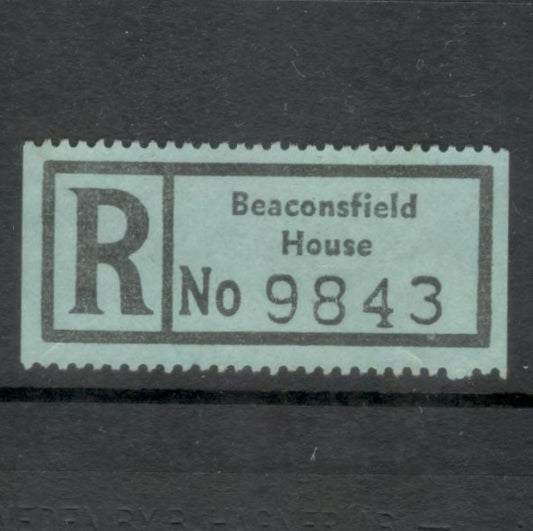 R
Beaconsfield
House
No 9843